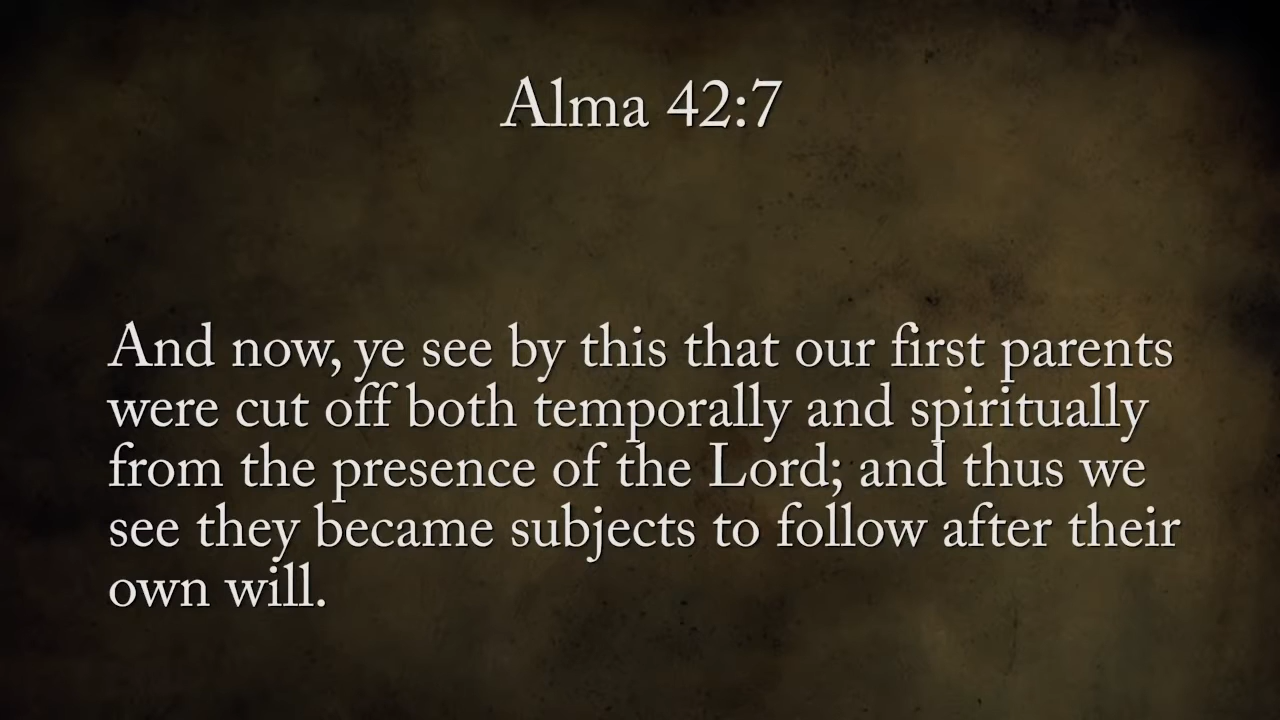 Alma 42:7
And now, ye see by this that our first parents
were cut off both temporally and spiritually
from the presence of the Lord; and thus we
see they became subjects to follow after their
own will.